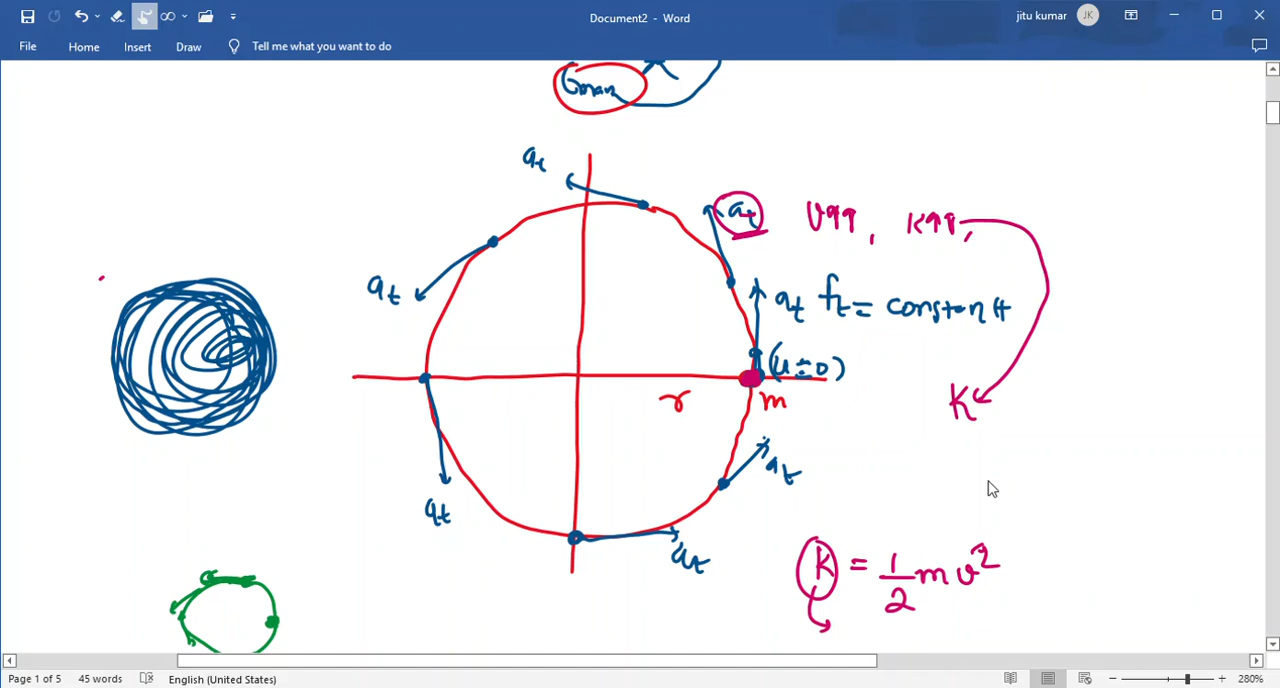 Document2 - Word
jitu kumar JK
File Home Insert Draw Tell me what you want to do
at
at v↑↑, k↑↑,
at
at ft = constant
(u=0)
r m
K
at
at
at
K = 1/2 mv²
Page 1 of 5 45 words English (United States) 280%